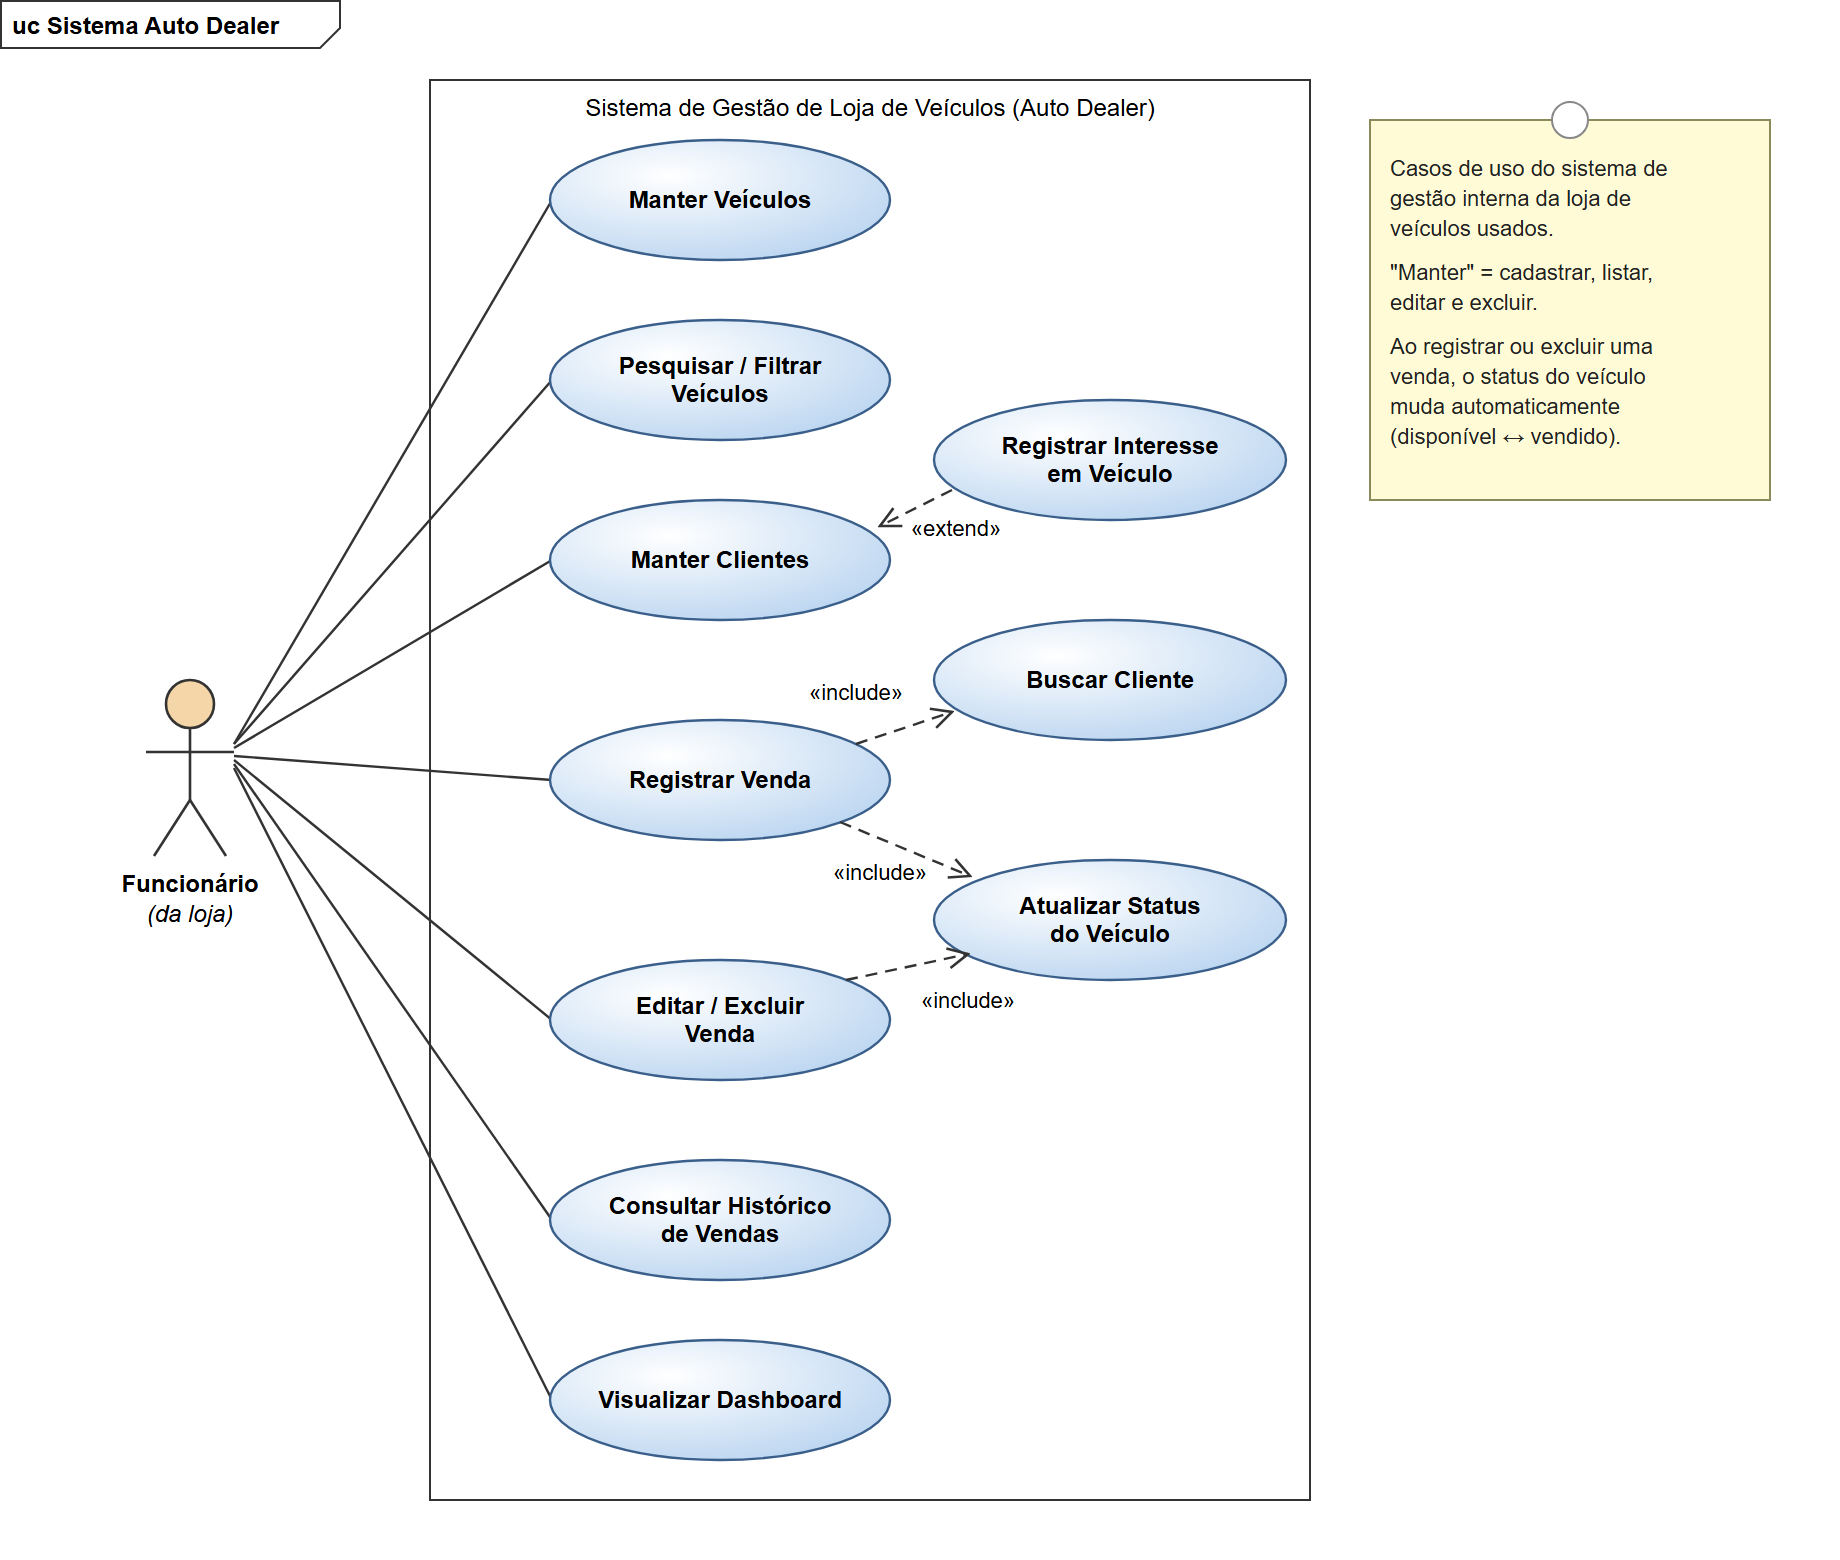 uc Sistema Auto Dealer
Sistema de Gestão de Loja de Veículos (Auto Dealer)
Manter Veículos
Pesquisar / Filtrar
Veículos
Registrar Interesse
em Veículo
«extend»
Manter Clientes
Buscar Cliente
«include»
Registrar Venda
«include»
Atualizar Status
do Veículo
Funcionário
(da loja)
«include»
Editar / Excluir
Venda
Consultar Histórico
de Vendas
Visualizar Dashboard
Casos de uso do sistema de
gestão interna da loja de
veículos usados.
"Manter" = cadastrar, listar,
editar e excluir.
Ao registrar ou excluir uma
venda, o status do veículo
muda automaticamente
(disponível ↔ vendido).